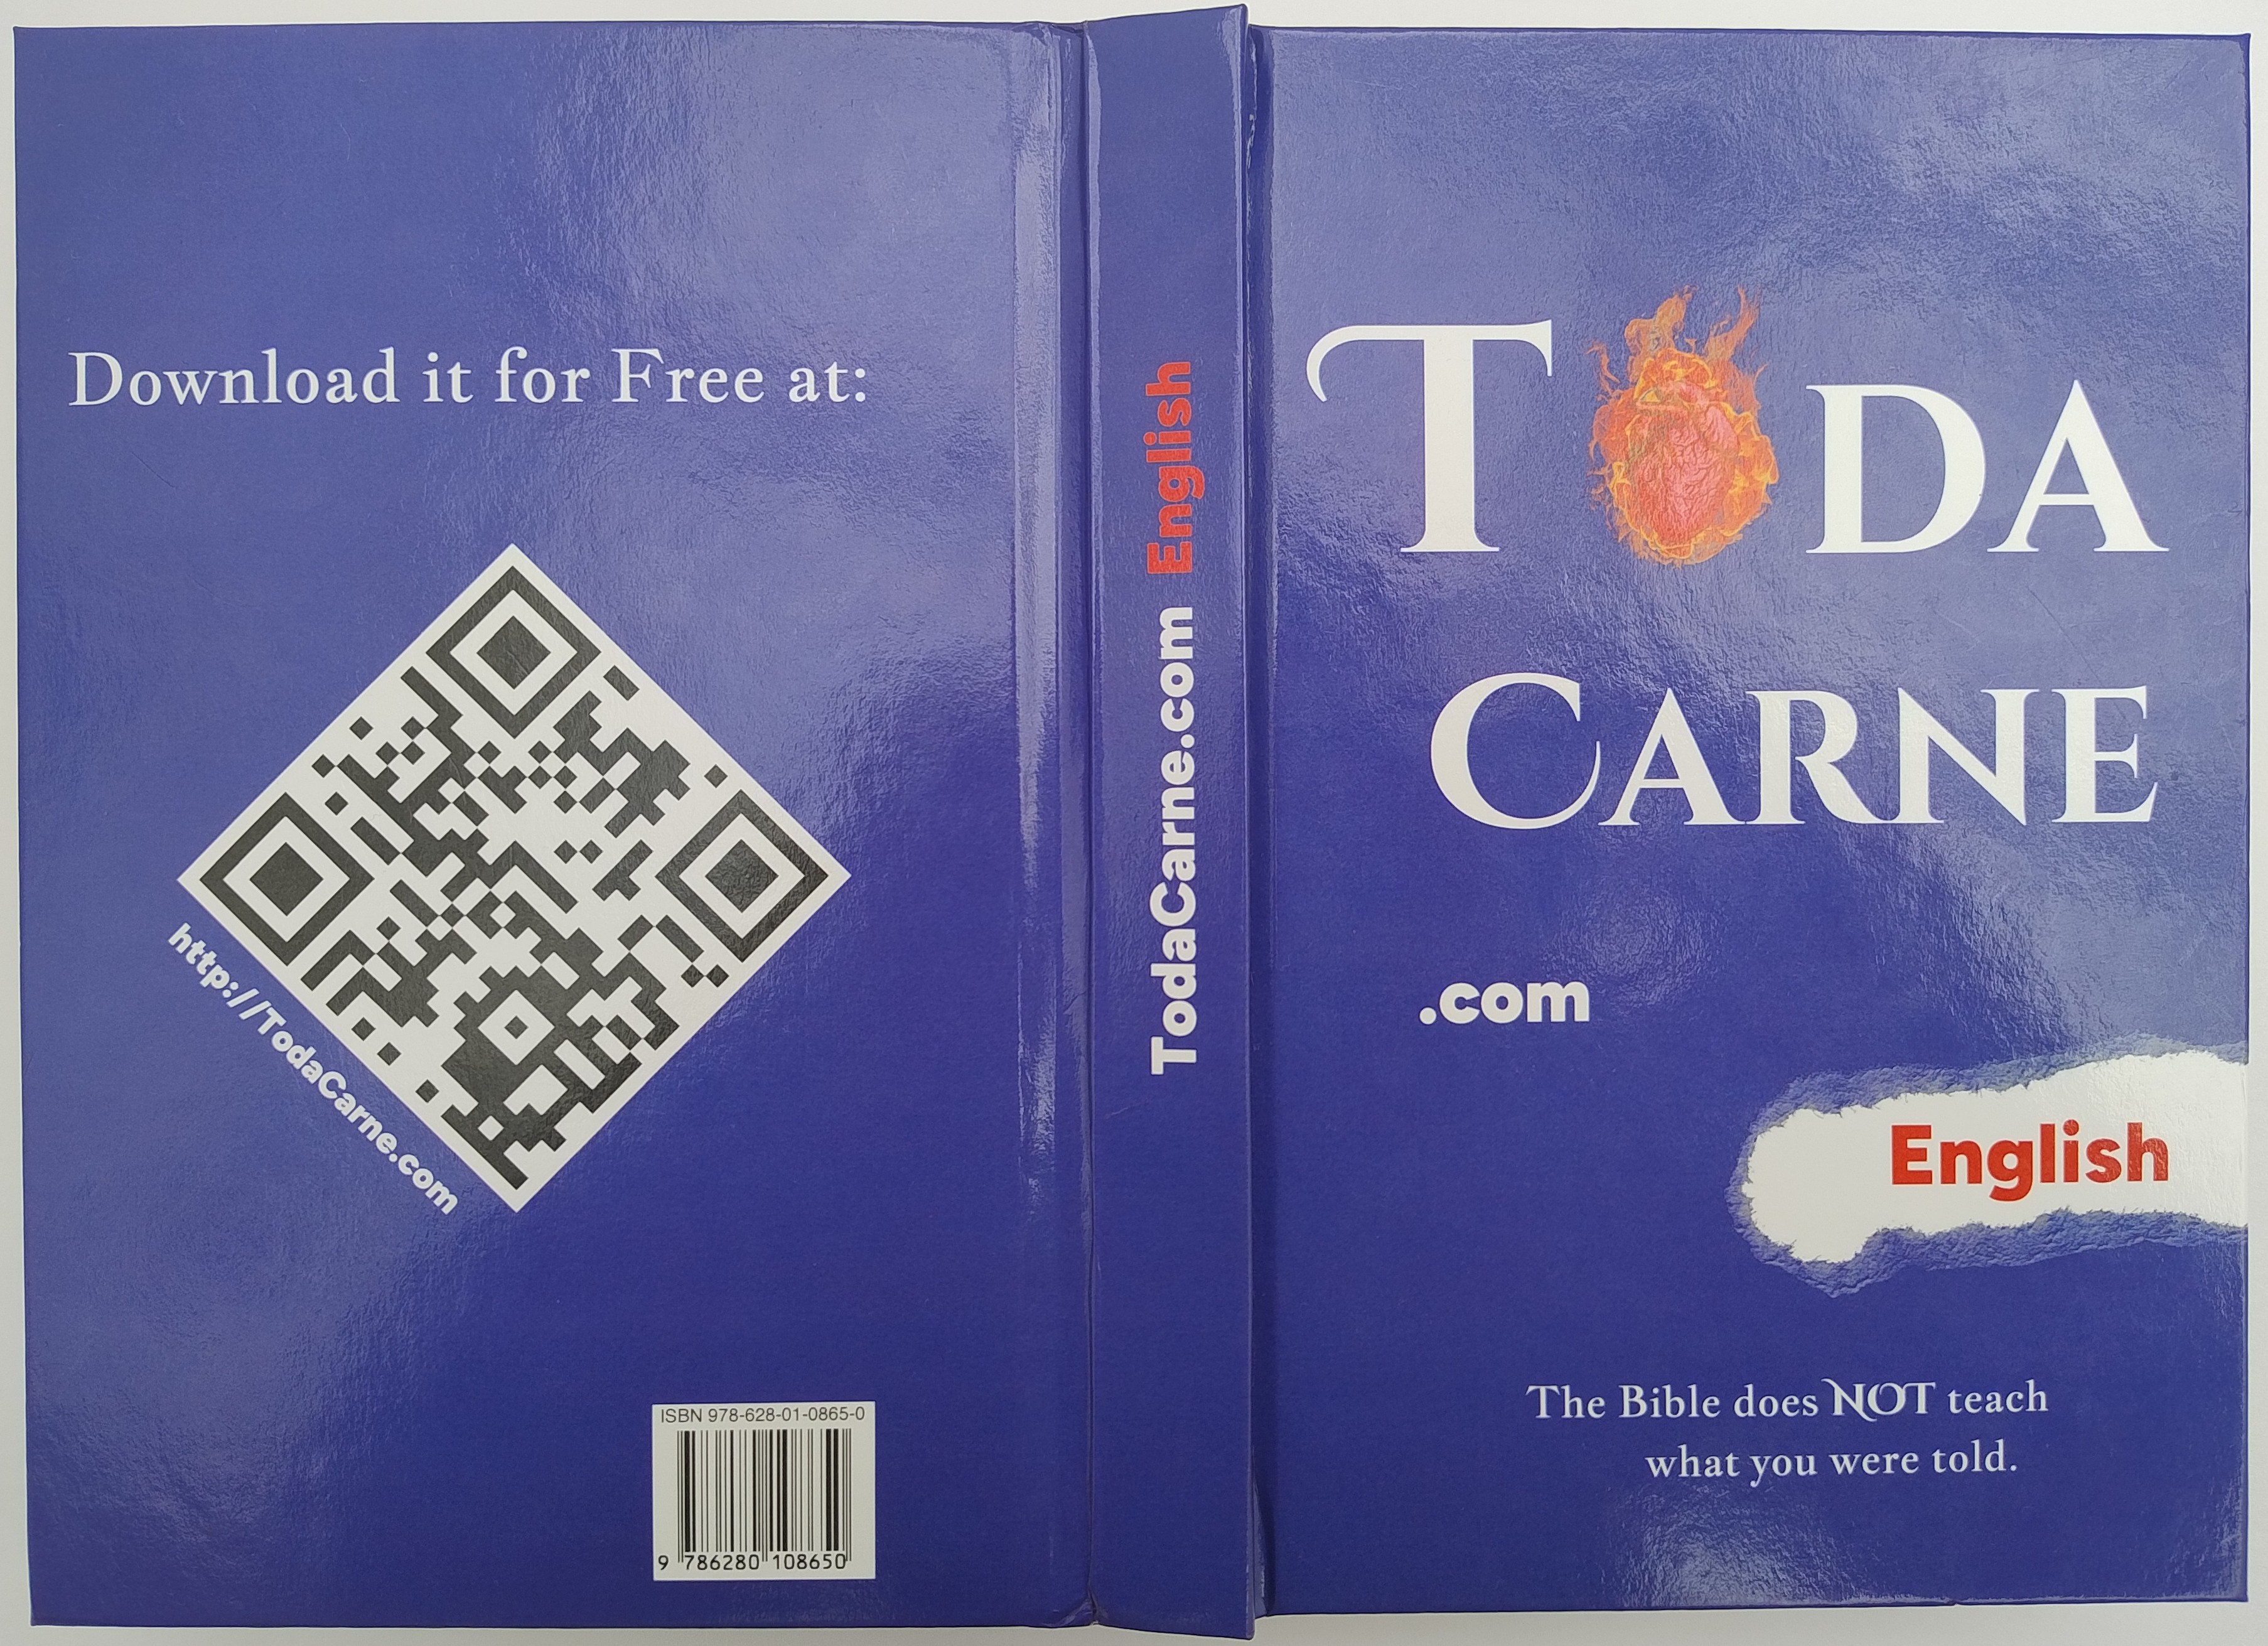 Download it for Free at:
http://TodaCarne.com
ISBN 978-628-01-0865-0
9 786280 108650
TodaCarne.com English
T DA
CARNE
.com
English
The Bible does NOT teach
what you were told.